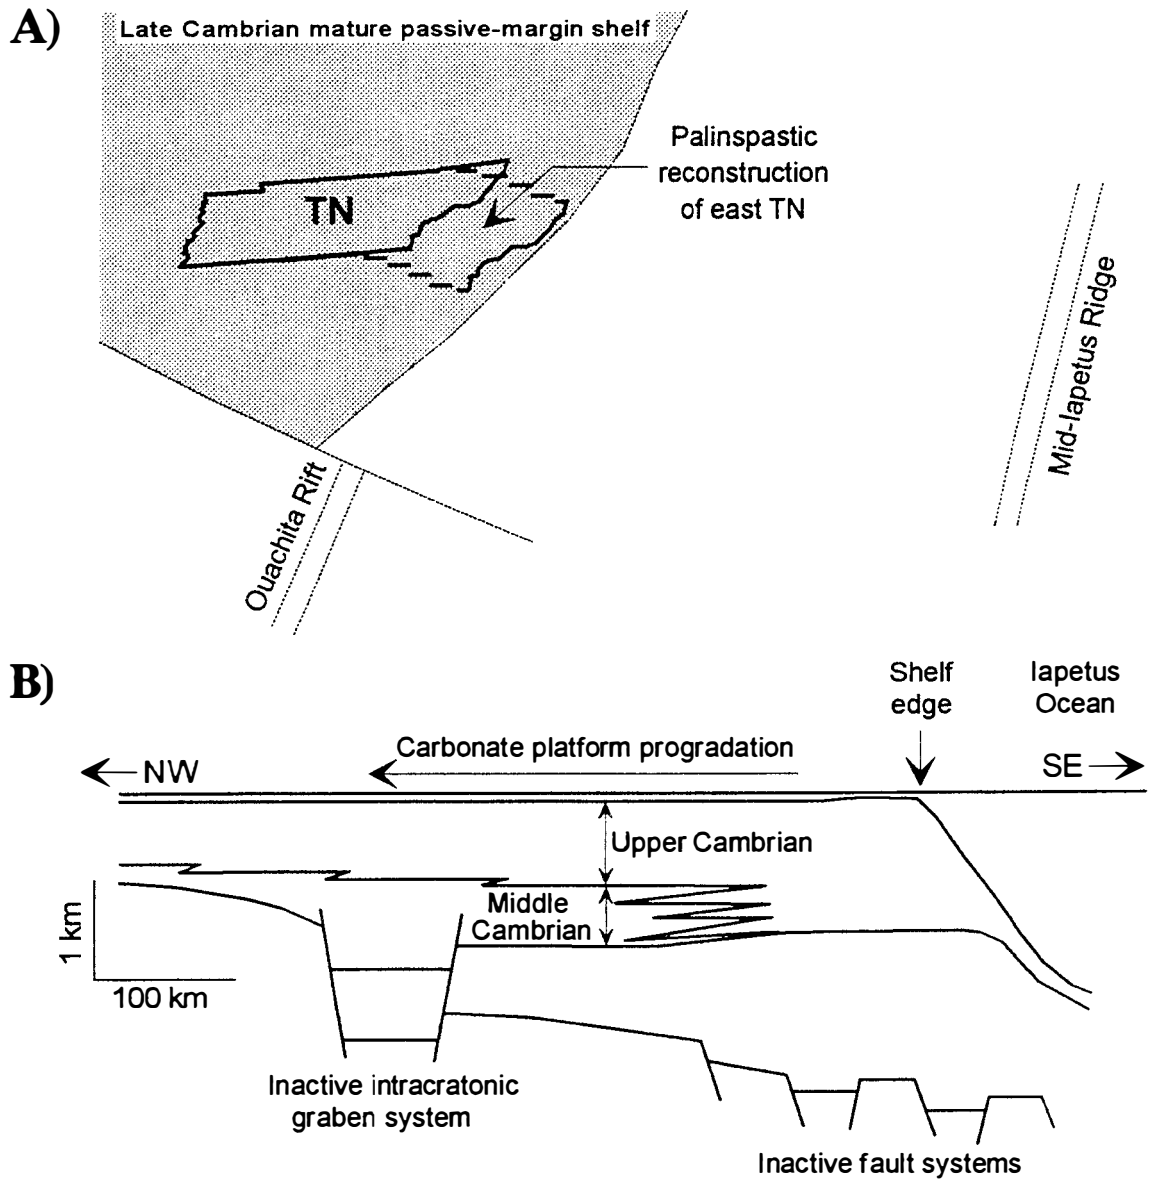 A)
Late Cambrian mature passive-margin shelf
Palinspastic
reconstruction
of east TN
TN
Mid-Iapetus Ridge
Ouachita Rift
B)
Shelf
edge
Iapetus
Ocean
Carbonate platform progradation
NW
SE
Upper Cambrian
Middle
Cambrian
1 km
100 km
Inactive intracratonic
graben system
Inactive fault systems